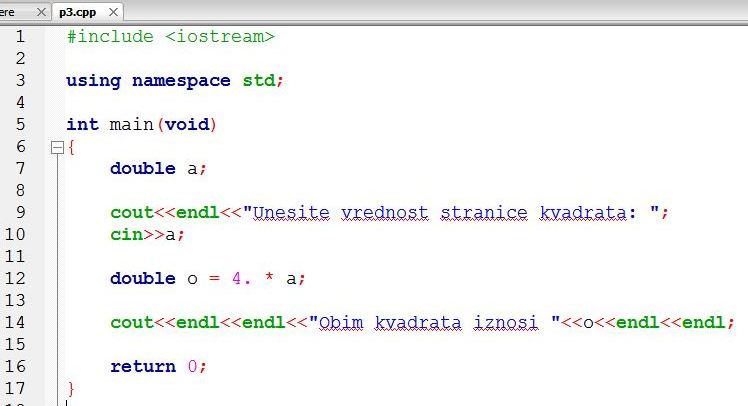 ere p3.cpp
1 #include <iostream>
2
3 using namespace std;
4
5 int main(void)
6 {
7 double a;
8
9 cout<<endl<<"Unesite vrednost stranice kvadrata: ";
10 cin>>a;
11
12 double o = 4. * a;
13
14 cout<<endl<<endl<<"Obim kvadrata iznosi "<<o<<endl<<endl;
15
16 return 0;
17 }